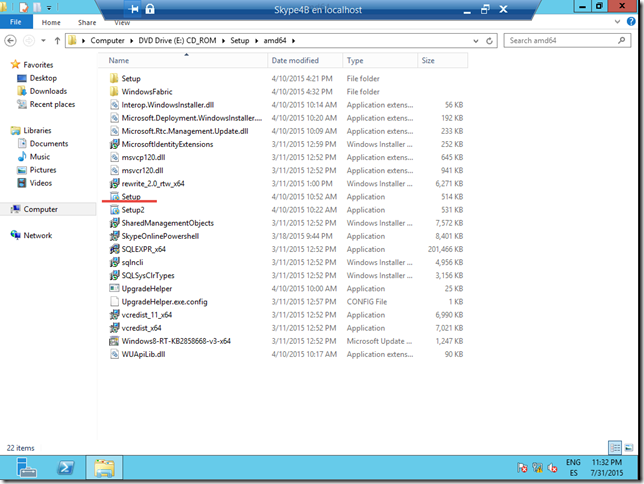 Skype4B en localhost
File Home Share View
Computer DVD Drive (E:) CD_ROM Setup amd64 Search amd64
Name Date modified Type Size
Favorites
Desktop
Downloads
Recent places
Libraries
Documents
Music
Pictures
Videos
Computer
Network
Setup 4/10/2015 4:21 PM File folder
WindowsFabric 4/10/2015 4:32 PM File folder
Interop.WindowsInstaller.dll 4/10/2015 10:14 AM Application extens... 56 KB
Microsoft.Deployment.WindowsInstaller.... 4/10/2015 10:20 AM Application extens... 192 KB
Microsoft.Rtc.Management.Update.dll 4/10/2015 10:09 AM Application extens... 233 KB
MicrosoftIdentityExtensions 3/11/2015 12:59 PM Windows Installer ... 252 KB
msvcp120.dll 3/11/2015 12:52 PM Application extens... 645 KB
msvcr120.dll 3/11/2015 12:52 PM Application extens... 941 KB
rewrite_2.0_rtw_x64 3/11/2015 1:00 PM Windows Installer ... 6,271 KB
Setup 4/10/2015 10:52 AM Application 514 KB
Setup2 4/10/2015 10:22 AM Application 531 KB
SharedManagementObjects 3/11/2015 12:52 PM Windows Installer ... 7,572 KB
SkypeOnlinePowershell 3/18/2015 9:44 PM Application 8,401 KB
SQLEXPR_x64 3/11/2015 12:52 PM Application 201,466 KB
sqlncli 3/11/2015 12:52 PM Windows Installer ... 4,956 KB
SQLSysClrTypes 3/11/2015 12:52 PM Windows Installer ... 3,156 KB
UpgradeHelper 4/10/2015 10:00 AM Application 25 KB
UpgradeHelper.exe.config 3/11/2015 12:57 PM CONFIG File 1 KB
vcredist_11_x64 3/11/2015 12:52 PM Application 6,990 KB
vcredist_x64 3/11/2015 12:52 PM Application 7,021 KB
Windows8-RT-KB2858668-v3-x64 3/11/2015 12:52 PM Microsoft Update ... 1,247 KB
WUApiLib.dll 4/10/2015 10:17 AM Application extens... 90 KB
22 items
ENG 11:32 PM
ES 7/31/2015